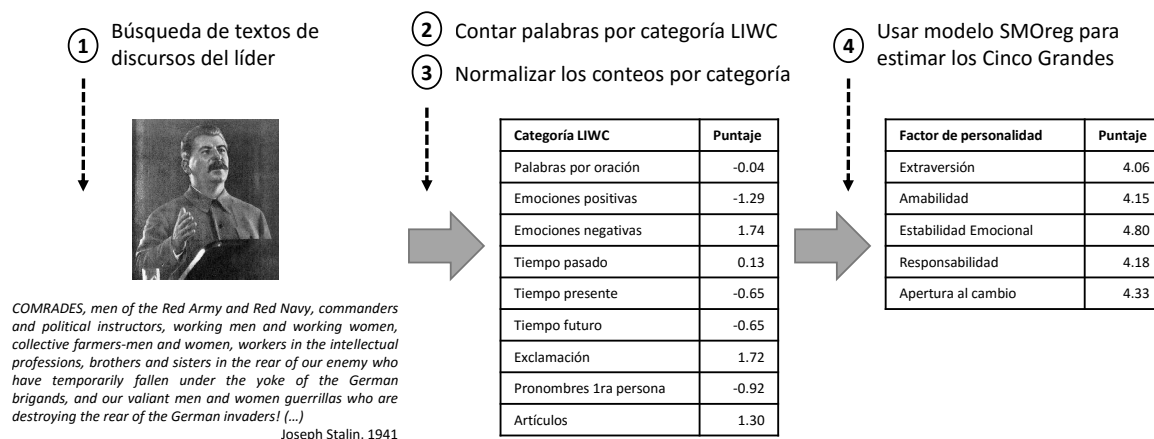 1
Búsqueda de textos de
discursos del líder
COMRADES, men of the Red Army and Red Navy, commanders
and political instructors, working men and working women,
collective farmers-men and women, workers in the intellectual
professions, brothers and sisters in the rear of our enemy who
have temporarily fallen under the yoke of the German
brigands, and our valiant men and women guerrillas who are
destroying the rear of the German invaders! (...)
Joseph Stalin, 1941
2 Contar palabras por categoría LIWC
3 Normalizar los conteos por categoría
Categoría LIWC Puntaje
Palabras por oración -0.04
Emociones positivas -1.29
Emociones negativas 1.74
Tiempo pasado 0.13
Tiempo presente -0.65
Tiempo futuro -0.65
Exclamación 1.72
Pronombres 1ra persona -0.92
Artículos 1.30
4
Usar modelo SMOreg para
estimar los Cinco Grandes
Factor de personalidad Puntaje
Extraversión 4.06
Amabilidad 4.15
Estabilidad Emocional 4.80
Responsabilidad 4.18
Apertura al cambio 4.33